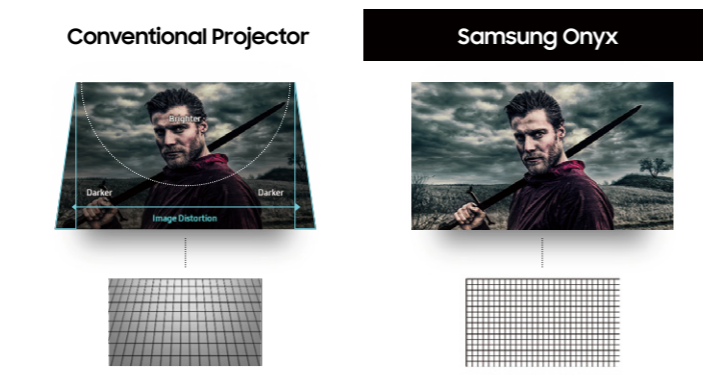 Conventional Projector
Samsung Onyx
Brighter
Darker
Darker
Image Distortion